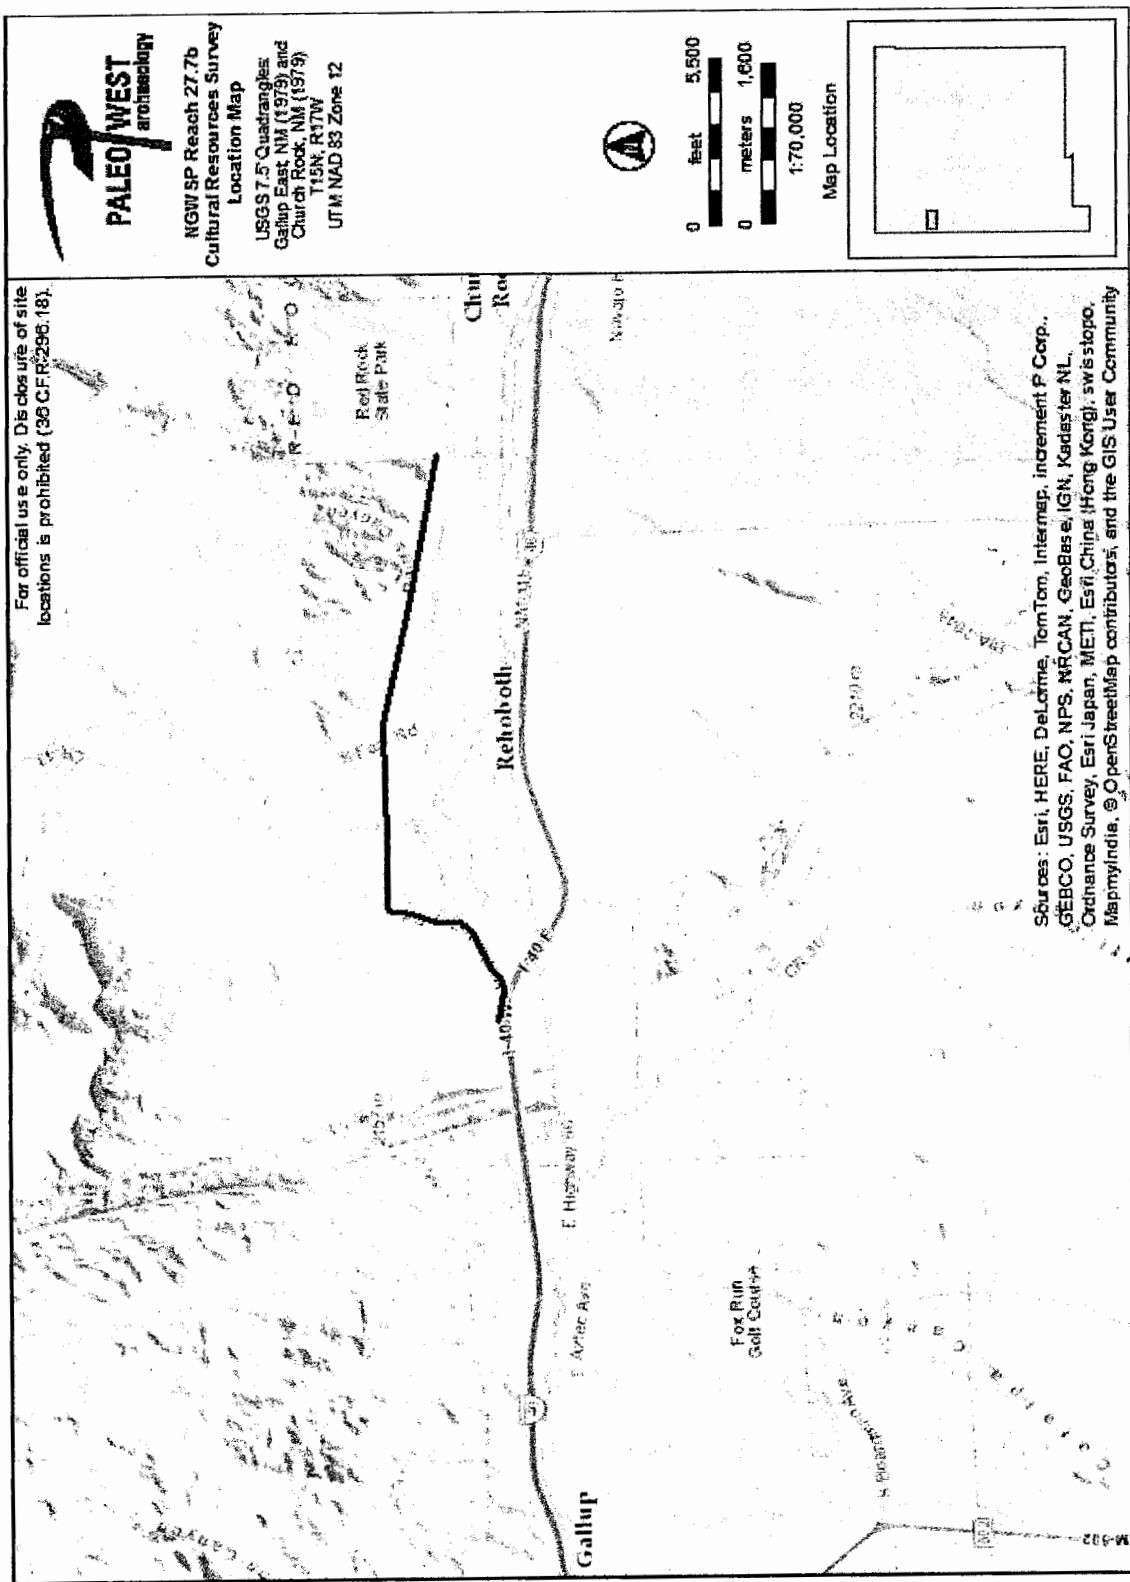 For official use only. Disclosure of site
locations is prohibited (36 CFR 296.18).
PALEO WEST
archaeology
NGWSP Reach 27.7b
Cultural Resources Survey
Location Map
USGS 7.5' Quadrangles:
Gallup East, NM (1979) and
Church Rock, NM (1979)
T15N, R17W
UTM NAD 83 Zone 12
0 feet 5,500
0 meters 1,600
1:70,000
Map Location
Red Rock
State Park
Chu
Ro
Rehoboth
I-40 E
I-40 W
E Highway 66
E Aztec Ave
Gallup
Fox Run
Golf Course
2210 m
Sources: Esri, HERE, DeLorme, TomTom, Intermap, increment P Corp.,
GEBCO, USGS, FAO, NPS, NRCAN, GeoBase, IGN, Kadaster NL,
Ordnance Survey, Esri Japan, METI, Esri China (Hong Kong), swisstopo,
MapmyIndia, © OpenStreetMap contributors, and the GIS User Community